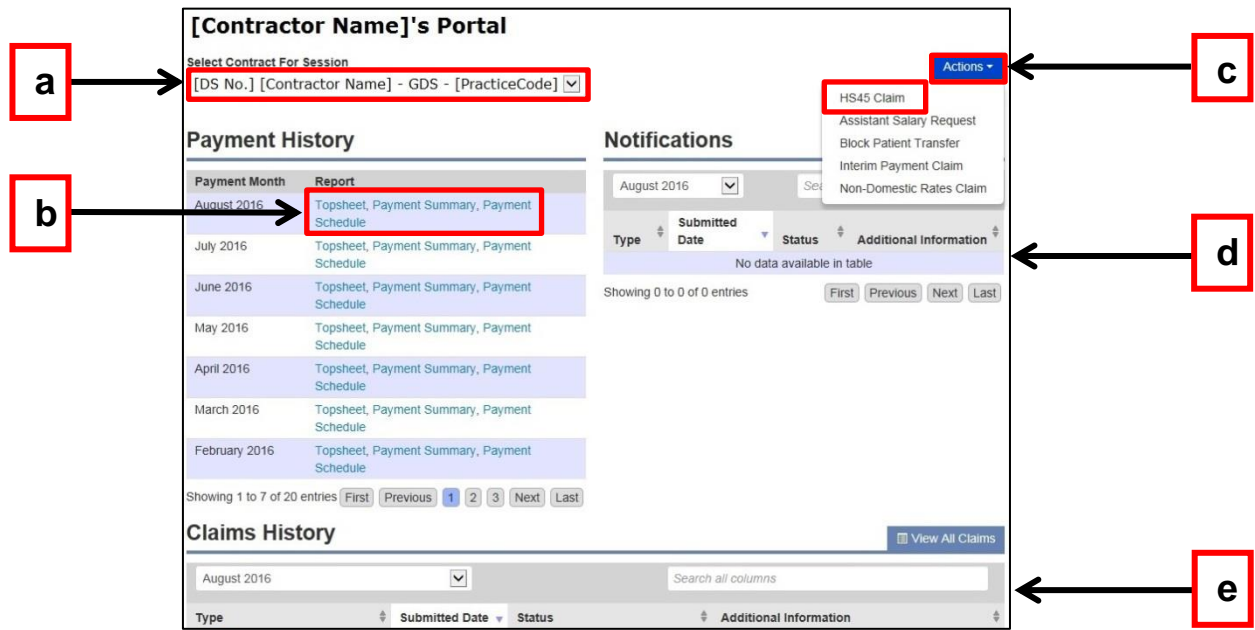 [Contractor Name]'s Portal
a
Select Contract For Session
[DS No.] [Contractor Name] - GDS - [PracticeCode]
Actions
c
HS45 Claim
Assistant Salary Request
Block Patient Transfer
Interim Payment Claim
Non-Domestic Rates Claim
Payment History
Payment Month Report
b
August 2016 Topsheet, Payment Summary, Payment
Schedule
July 2016 Topsheet, Payment Summary, Payment
Schedule
June 2016 Topsheet, Payment Summary, Payment
Schedule
May 2016 Topsheet, Payment Summary, Payment
Schedule
April 2016 Topsheet, Payment Summary, Payment
Schedule
March 2016 Topsheet, Payment Summary, Payment
Schedule
February 2016 Topsheet, Payment Summary, Payment
Schedule
Showing 1 to 7 of 20 entries First Previous 1 2 3 Next Last
Notifications
August 2016
Type Submitted Date Status Additional Information
d
No data available in table
Showing 0 to 0 of 0 entries First Previous Next Last
Claims History
View All Claims
August 2016 Search all columns
e
Type Submitted Date Status Additional Information